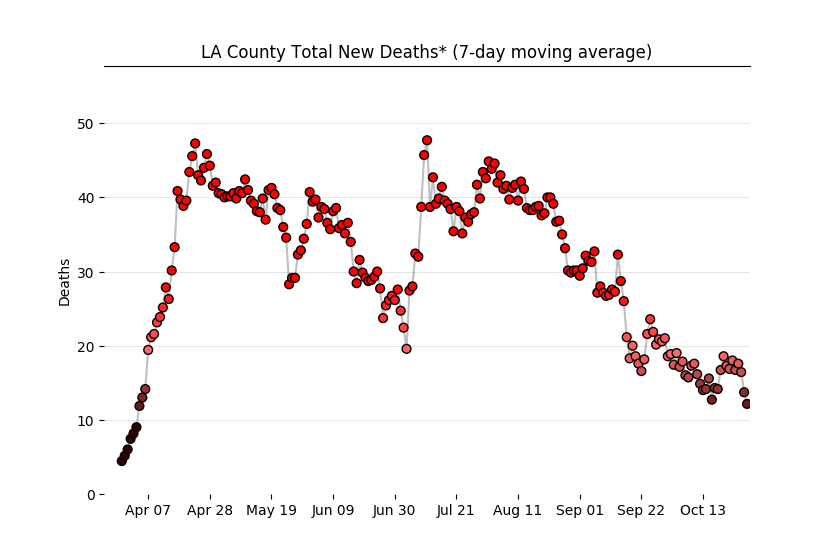 LA County Total New Deaths* (7-day moving average)
50
40
30
20
10
0
Deaths
Apr 07 Apr 28 May 19 Jun 09 Jun 30 Jul 21 Aug 11 Sep 01 Sep 22 Oct 13